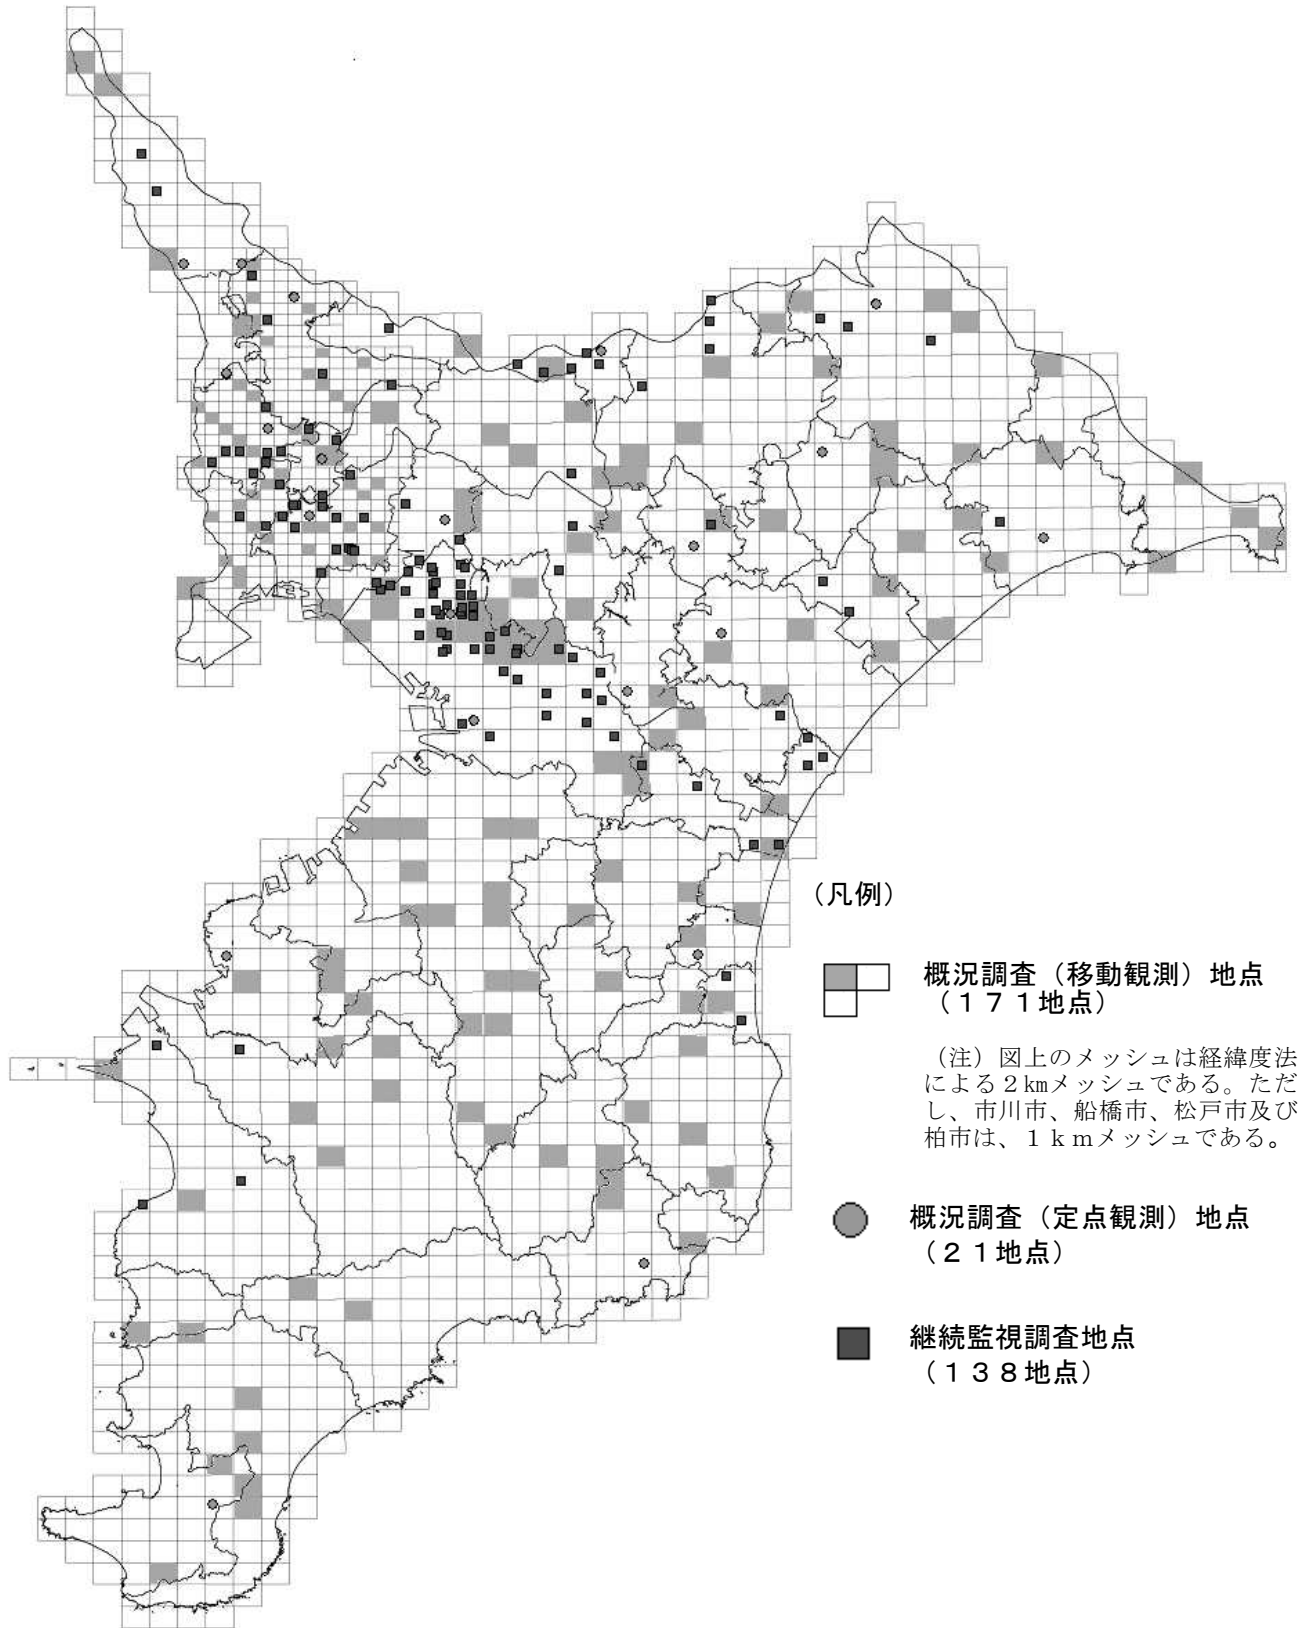 （凡例）
概況調査（移動観測）地点
（１７１地点）
（注）図上のメッシュは経緯度法
による２㎞メッシュである。ただ
し、市川市、船橋市、松戸市及び
柏市は、１ｋｍメッシュである。
概況調査（定点観測）地点
（２１地点）
継続監視調査地点
（１３８地点）